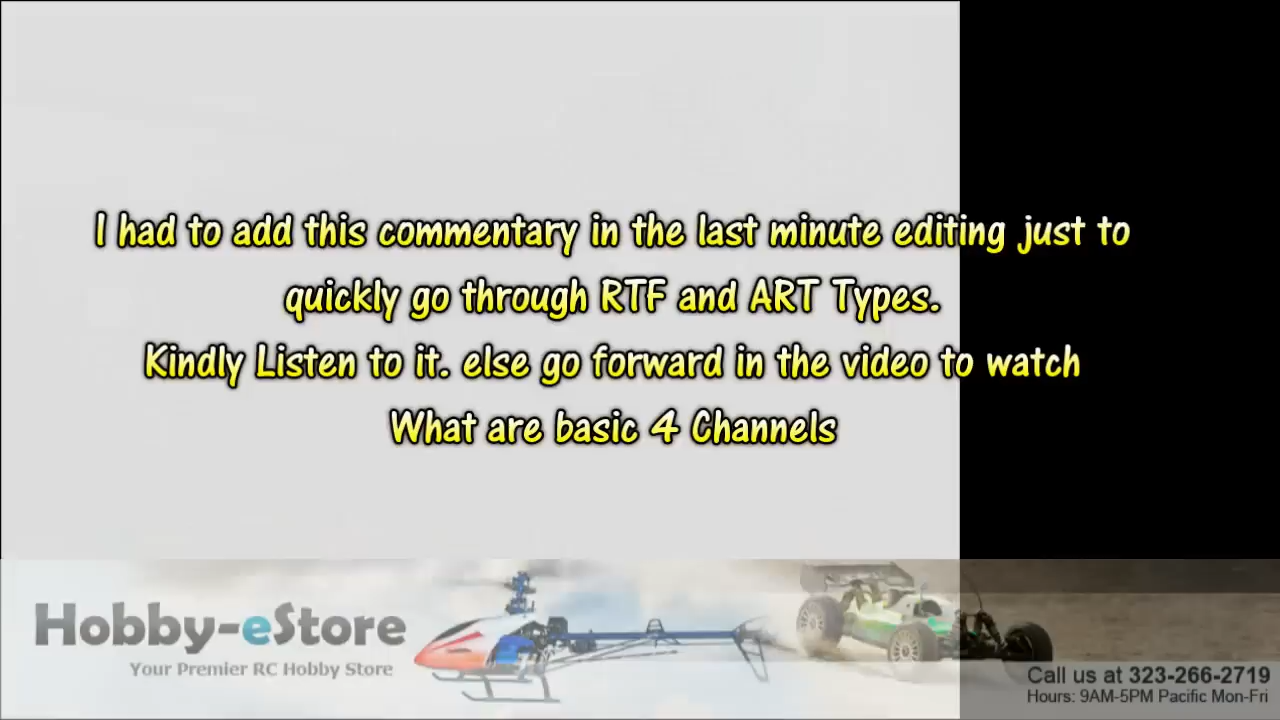 I had to add this commentary in the last minute editing just to
quickly go through RTF and ART Types.
Kindly Listen to it. else go forward in the video to watch
What are basic 4 Channels
Hobby-eStore
Your Premier RC Hobby Store
Call us at 323-266-2719
Hours: 9AM-5PM Pacific Mon-Fri